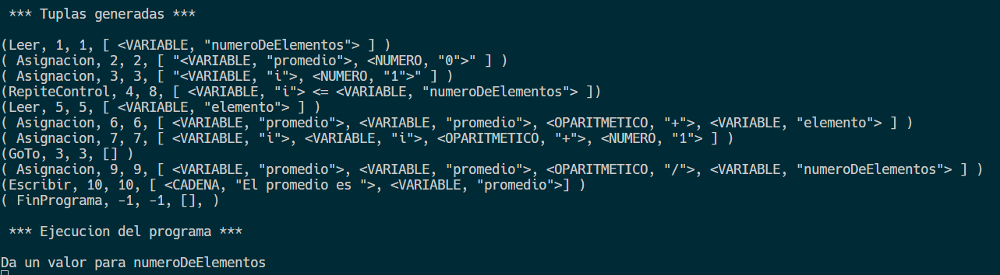 *** Tuplas generadas ***
(Leer, 1, 1, [ <VARIABLE, "numeroDeElementos"> ] )
( Asignacion, 2, 2, [ "<VARIABLE, "promedio">, <NUMERO, "0">" ] )
( Asignacion, 3, 3, [ "<VARIABLE, "i">, <NUMERO, "1">" ] )
(RepiteControl, 4, 8, [ <VARIABLE, "i"> <= <VARIABLE, "numeroDeElementos"> ])
(Leer, 5, 5, [ <VARIABLE, "elemento"> ] )
( Asignacion, 6, 6, [ <VARIABLE, "promedio">, <VARIABLE, "promedio">, <OPARITMETICO, "+">, <VARIABLE, "elemento"> ] )
( Asignacion, 7, 7, [ <VARIABLE, "i">, <VARIABLE, "i">, <OPARITMETICO, "+">, <NUMERO, "1"> ] )
(GoTo, 3, 3, [] )
( Asignacion, 9, 9, [ <VARIABLE, "promedio">, <VARIABLE, "promedio">, <OPARITMETICO, "/">, <VARIABLE, "numeroDeElementos"> ] )
(Escribir, 10, 10, [ <CADENA, "El promedio es ">, <VARIABLE, "promedio">] )
( FinPrograma, -1, -1, [], )
*** Ejecucion del programa ***
Da un valor para numeroDeElementos